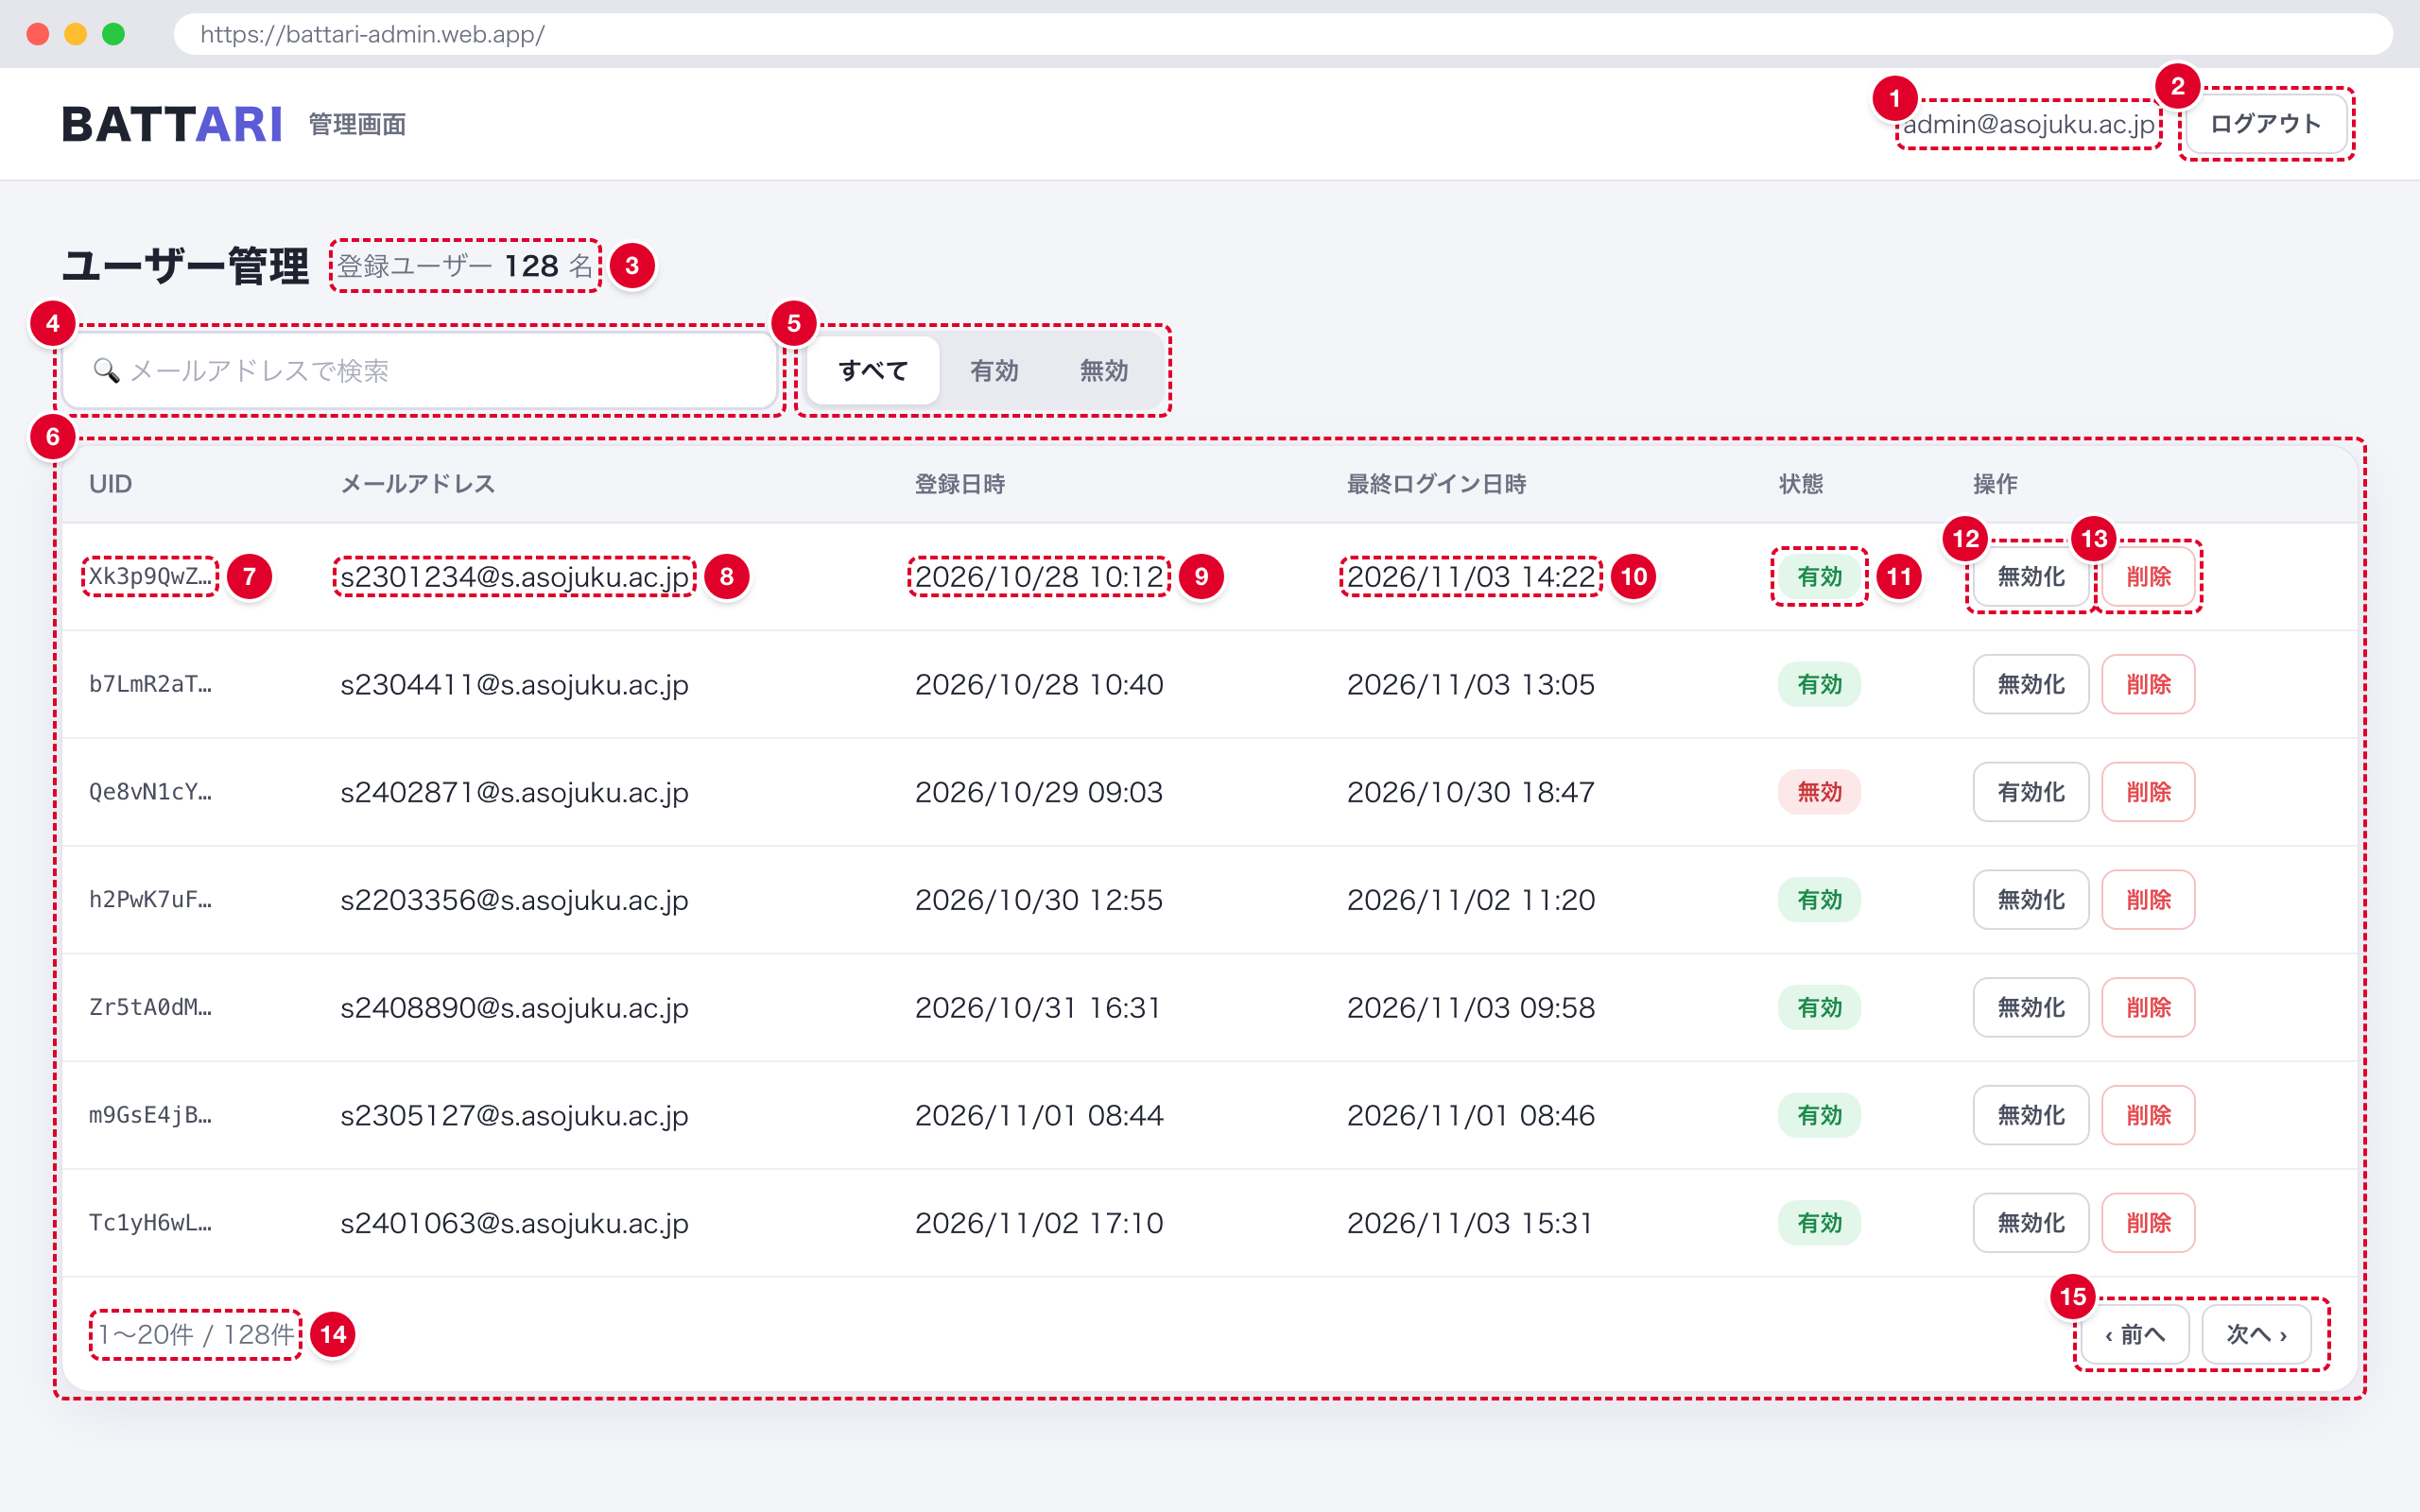 https://battari-admin.web.app/
BATTARI 管理画面 1 admin@asojuku.ac.jp 2 ログアウト
ユーザー管理 登録ユーザー 128 名 3
4 🔍 メールアドレスで検索 5 すべて 有効 無効
6
UID メールアドレス 登録日時 最終ログイン日時 状態 操作
Xk3p9QwZ… 7 s2301234@s.asojuku.ac.jp 8 2026/10/28 10:12 9 2026/11/03 14:22 10 有効 11 12 無効化 13 削除
b7LmR2aT… s2304411@s.asojuku.ac.jp 2026/10/28 10:40 2026/11/03 13:05 有効 無効化 削除
Qe8vN1cY… s2402871@s.asojuku.ac.jp 2026/10/29 09:03 2026/10/30 18:47 無効 有効化 削除
h2PwK7uF… s2203356@s.asojuku.ac.jp 2026/10/30 12:55 2026/11/02 11:20 有効 無効化 削除
Zr5tA0dM… s2408890@s.asojuku.ac.jp 2026/10/31 16:31 2026/11/03 09:58 有効 無効化 削除
m9GsE4jB… s2305127@s.asojuku.ac.jp 2026/11/01 08:44 2026/11/01 08:46 有効 無効化 削除
Tc1yH6wL… s2401063@s.asojuku.ac.jp 2026/11/02 17:10 2026/11/03 15:31 有効 無効化 削除
1〜20件 / 128件 14 15 ‹ 前へ 次へ ›